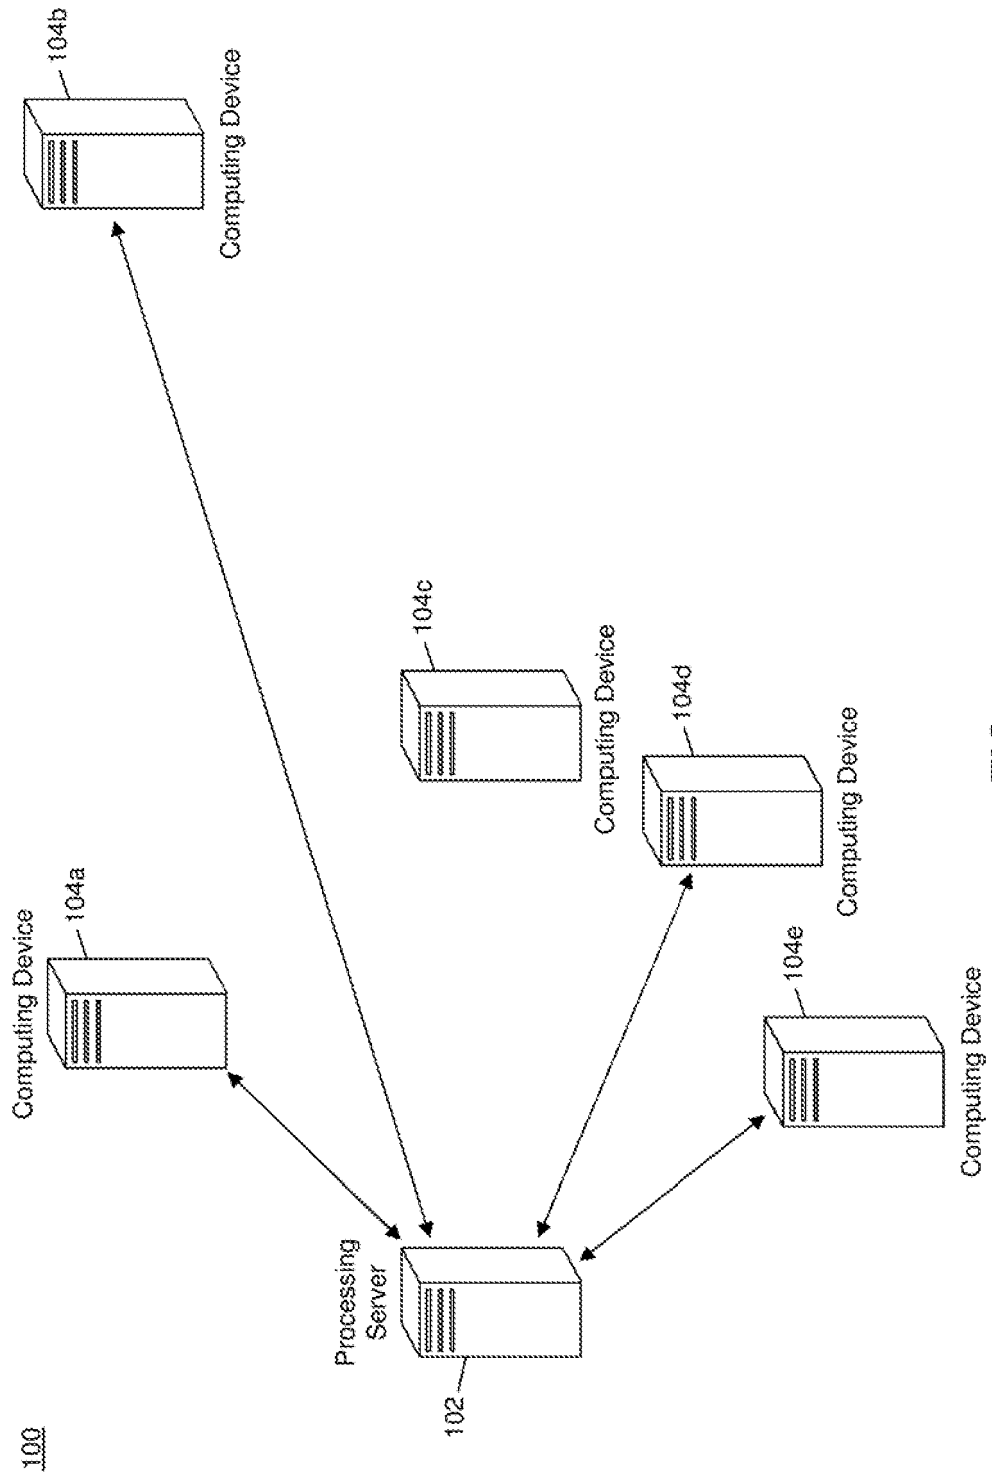 100
Processing
Server
102
Computing Device
104a
104b
Computing Device
104c
Computing Device
104d
Computing Device
104e
Computing Device